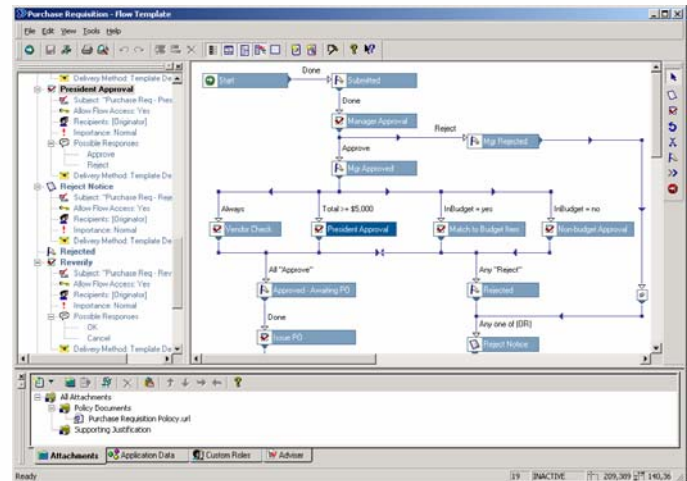 Purchase Requisition - Flow Template
File Edit View Tools Help
Delivery Method: Template De
President Approval
Subject: "Purchase Req - Pres
Allow Flow Access: Yes
Recipients: [Originator]
Importance: Normal
Possible Responses
Approve
Reject
Delivery Method: Template De
Reject Notice
Subject: "Purchase Req - Reje
Allow Flow Access: Yes
Recipients: [Originator]
Importance: Normal
Delivery Method: Template De
Rejected
Reverify
Subject: "Purchase Req - Rev
Allow Flow Access: Yes
Recipients: [Originator]
Importance: Normal
Possible Responses
OK
Cancel
Delivery Method: Template De
Start
Done
Submitted
Done
Manager Approval
Reject
Mgr Rejected
Approve
Mgr Approved
Always
Total >= $5,000
InBudget = yes
InBudget = no
Vendor Check
President Approval
Match to Budget Item
Non-budget Approval
All "Approve"
Any "Reject"
Approved - Awaiting PO
Rejected
Done
Any one of (OR)
Issue PO
Reject Notice
All Attachments
Policy Documents
Purchase Requisition Polocy.url
Supporting Justification
Attachments Application Data Custom Roles Adviser
Ready 19 INACTIVE 209,389 140,36